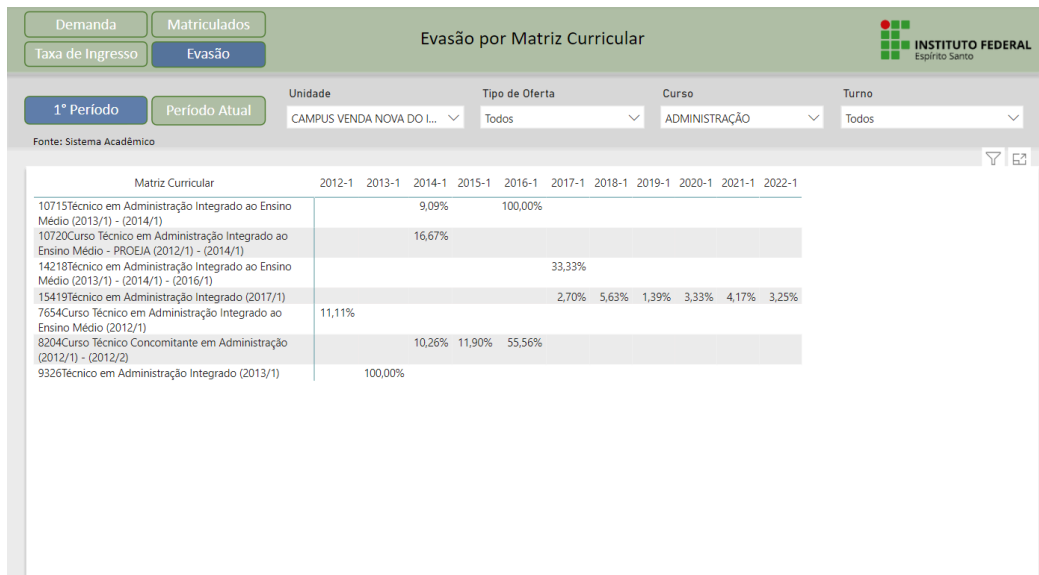 Demanda
Matriculados
Taxa de Ingresso
Evasão
Evasão por Matriz Curricular
INSTITUTO FEDERAL
Espírito Santo
1º Período
Período Atual
Unidade
CAMPUS VENDA NOVA DO I...
Tipo de Oferta
Todos
Curso
ADMINISTRAÇÃO
Turno
Todos
Fonte: Sistema Acadêmico
Matriz Curricular 2012-1 2013-1 2014-1 2015-1 2016-1 2017-1 2018-1 2019-1 2020-1 2021-1 2022-1
10715Técnico em Administração Integrado ao Ensino 9,09% 100,00%
Médio (2013/1) - (2014/1)
10720Curso Técnico em Administração Integrado ao 16,67%
Ensino Médio - PROEJA (2012/1) - (2014/1)
14218Técnico em Administração Integrado ao Ensino 33,33%
Médio (2013/1) - (2014/1) - (2016/1)
15419Técnico em Administração Integrado (2017/1) 2,70% 5,63% 1,39% 3,33% 4,17% 3,25%
7654Curso Técnico em Administração Integrado ao 11,11%
Ensino Médio (2012/1)
8204Curso Técnico Concomitante em Administração 10,26% 11,90% 55,56%
(2012/1) - (2012/2)
9326Técnico em Administração Integrado (2013/1) 100,00%